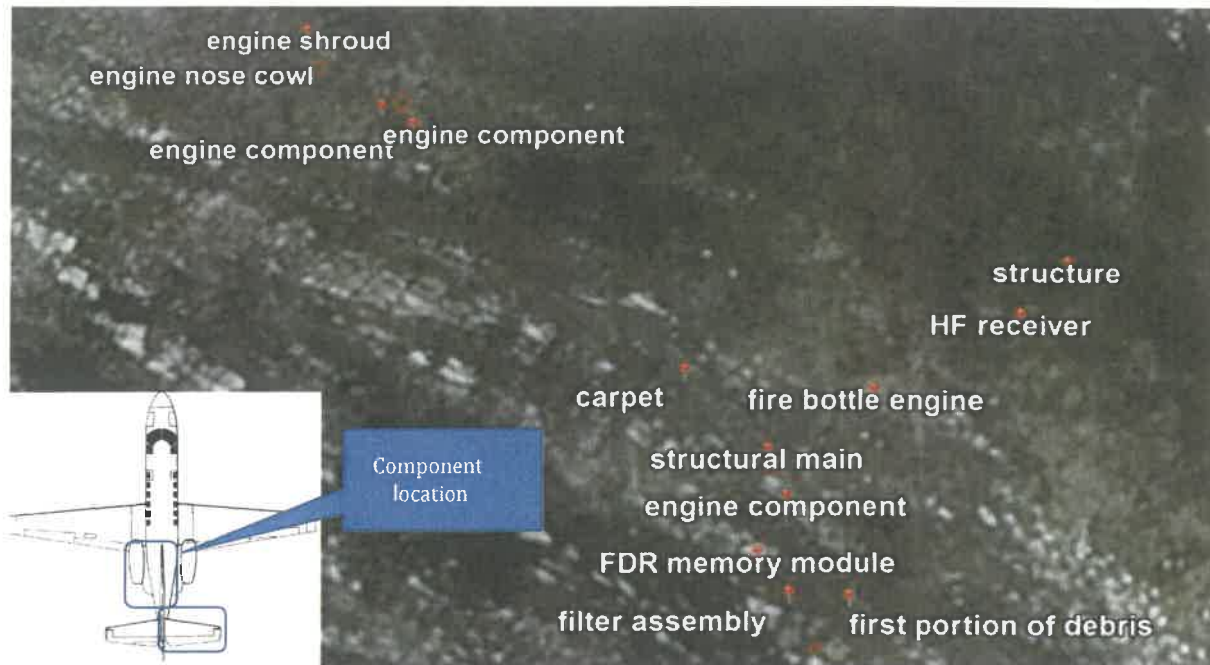 engine shroud
engine nose cowl
engine component
engine component
structure
HF receiver
carpet
fire bottle engine
structural main
engine component
FDR memory module
filter assembly
first portion of debris
Component
location